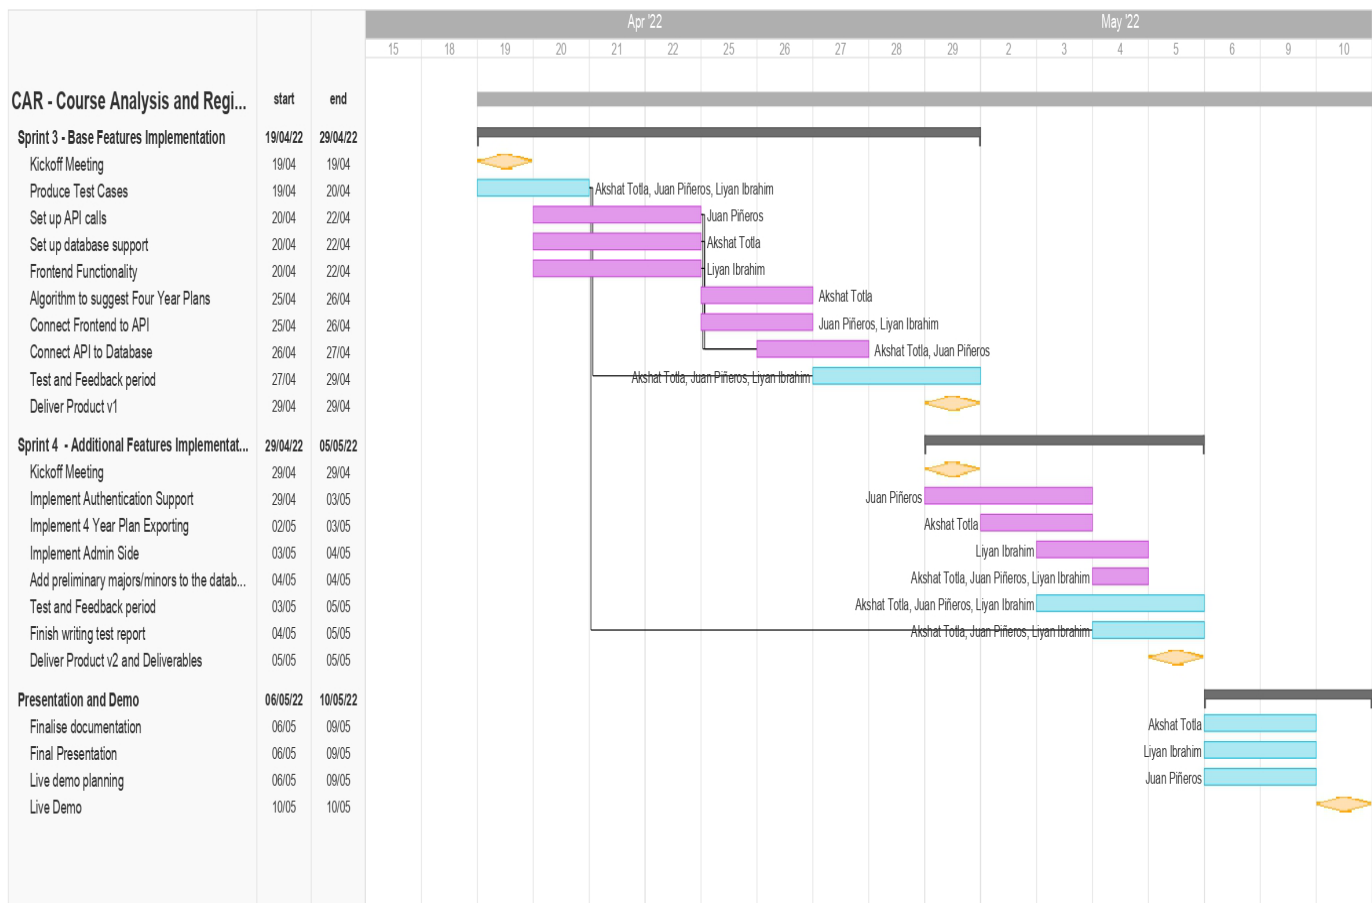 Apr '22 May '22
15 18 19 20 21 22 25 26 27 28 29 2 3 4 5 6 9 10
CAR - Course Analysis and Regi... start end
Sprint 3 - Base Features Implementation 19/04/22 29/04/22
Kickoff Meeting 19/04 19/04
Produce Test Cases 19/04 20/04 Akshat Totla, Juan Piñeros, Liyan Ibrahim
Set up API calls 20/04 22/04 Juan Piñeros
Set up database support 20/04 22/04 Akshat Totla
Frontend Functionality 20/04 22/04 Liyan Ibrahim
Algorithm to suggest Four Year Plans 25/04 26/04 Akshat Totla
Connect Frontend to API 25/04 26/04 Juan Piñeros, Liyan Ibrahim
Connect API to Database 26/04 27/04 Akshat Totla, Juan Piñeros
Test and Feedback period 27/04 29/04 Akshat Totla, Juan Piñeros, Liyan Ibrahim
Deliver Product v1 29/04 29/04
Sprint 4 - Additional Features Implementat... 29/04/22 05/05/22
Kickoff Meeting 29/04 29/04
Implement Authentication Support 29/04 03/05 Juan Piñeros
Implement 4 Year Plan Exporting 02/05 03/05 Akshat Totla
Implement Admin Side 03/05 04/05 Liyan Ibrahim
Add preliminary majors/minors to the datab... 04/05 04/05 Akshat Totla, Juan Piñeros, Liyan Ibrahim
Test and Feedback period 03/05 05/05 Akshat Totla, Juan Piñeros, Liyan Ibrahim
Finish writing test report 04/05 05/05 Akshat Totla, Juan Piñeros, Liyan Ibrahim
Deliver Product v2 and Deliverables 05/05 05/05
Presentation and Demo 06/05/22 10/05/22
Finalise documentation 06/05 09/05 Akshat Totla
Final Presentation 06/05 09/05 Liyan Ibrahim
Live demo planning 06/05 09/05 Juan Piñeros
Live Demo 10/05 10/05